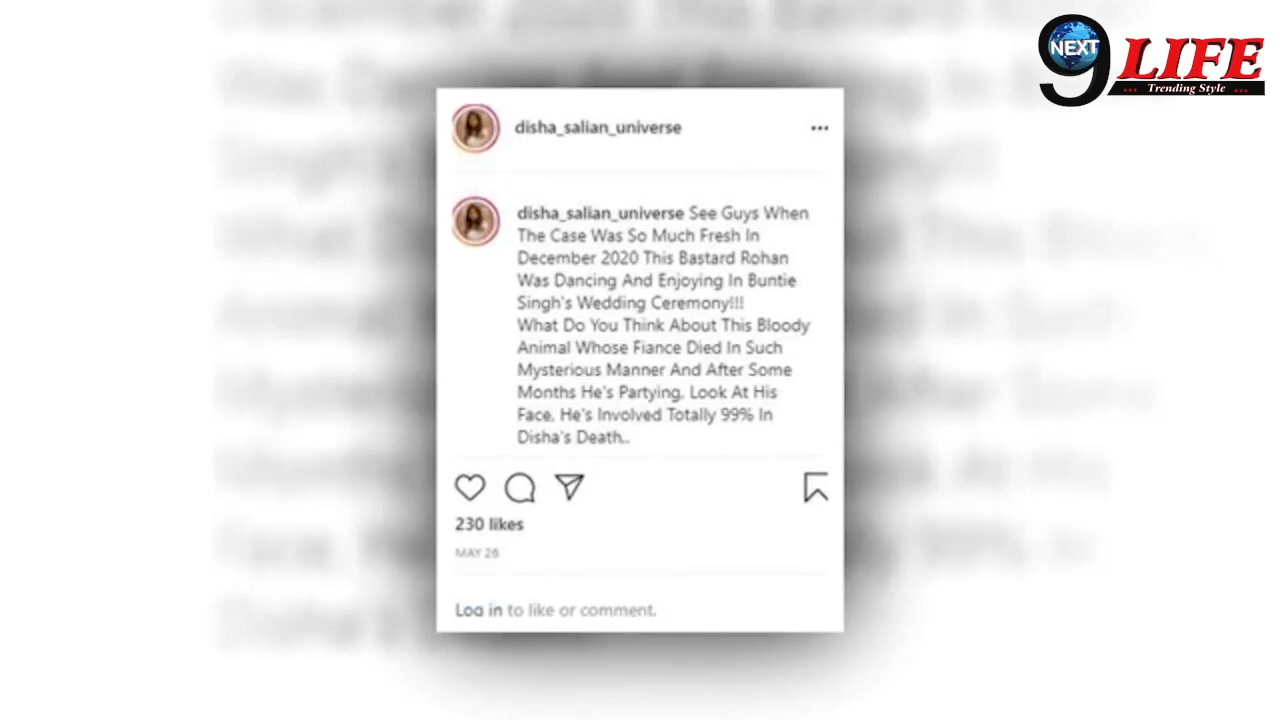 NEXT
9 LIFE
Trending Style
disha_salian_universe
disha_salian_universe See Guys When
The Case Was So Much Fresh In
December 2020 This Bastard Rohan
Was Dancing And Enjoying In Buntie
Singh's Wedding Ceremony!!!
What Do You Think About This Bloody
Animal Whose Fiance Died In Such
Mysterious Manner And After Some
Months He's Partying. Look At His
Face. He's Involved Totally 99% In
Disha's Death..
230 likes
MAY 26
Log in to like or comment.